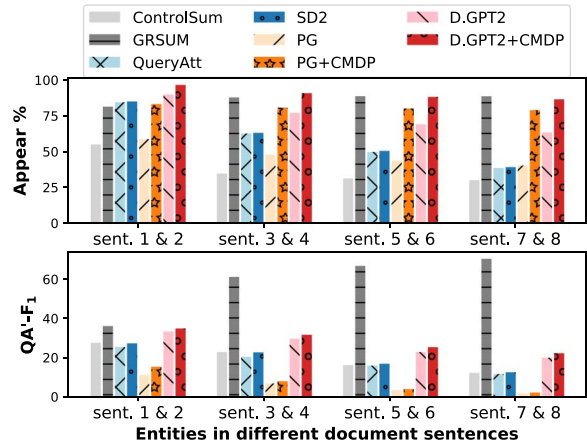 ControlSum SD2 D.GPT2
GRSUM PG D.GPT2+CMDP
QueryAtt PG+CMDP
Appear %
100
75
50
25
0
sent. 1 & 2 sent. 3 & 4 sent. 5 & 6 sent. 7 & 8
QA'-F₁
60
40
20
0
sent. 1 & 2 sent. 3 & 4 sent. 5 & 6 sent. 7 & 8
Entities in different document sentences